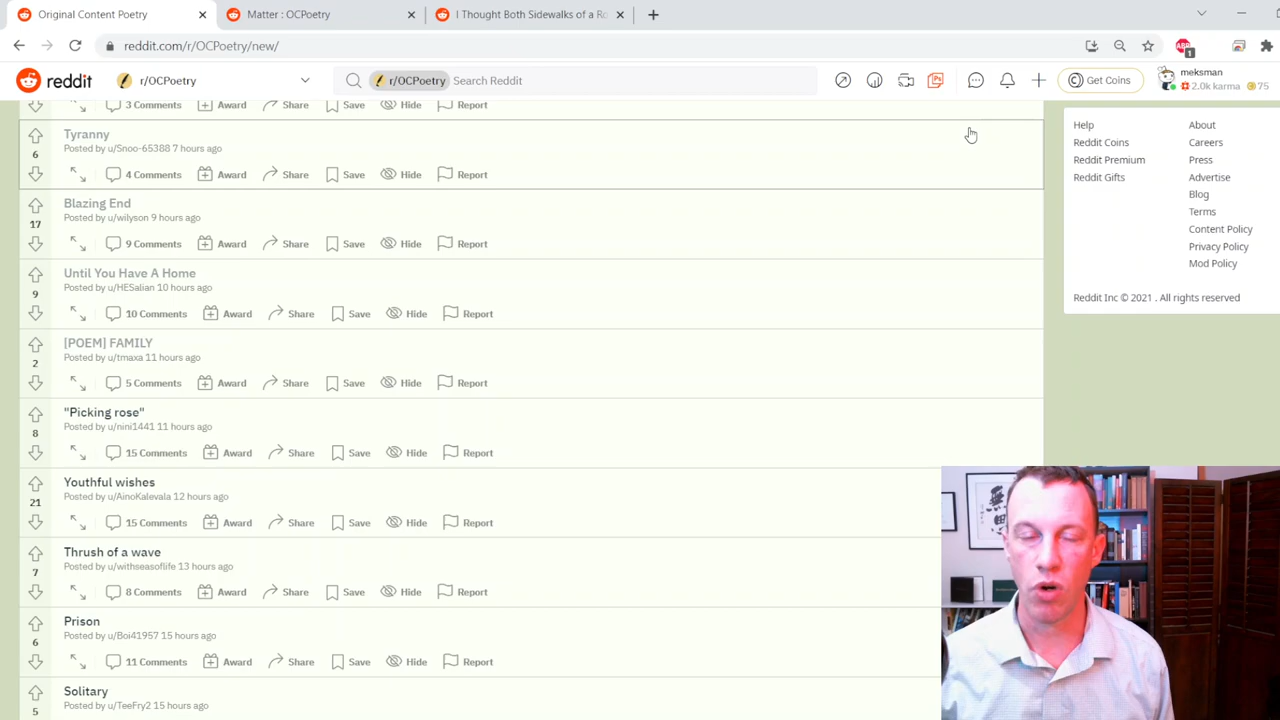 Original Content Poetry
Matter : OCPoetry
I Thought Both Sidewalks of a Ro
reddit.com/r/OCPoetry/new/
1
reddit
r/OCPoetry
r/OCPoetry Search Reddit
Get Coins
meksman
2.0k karma 75
3 Comments Award Share Save Hide Report
Tyranny
Posted by u/Snoo-65388 7 hours ago
6
4 Comments Award Share Save Hide Report
Blazing End
Posted by u/wilyson 9 hours ago
17
9 Comments Award Share Save Hide Report
Until You Have A Home
Posted by u/HESalian 10 hours ago
9
10 Comments Award Share Save Hide Report
[POEM] FAMILY
Posted by u/tmaxa 11 hours ago
2
5 Comments Award Share Save Hide Report
"Picking rose"
Posted by u/nini1441 11 hours ago
8
15 Comments Award Share Save Hide Report
Youthful wishes
Posted by u/AinoKalevala 12 hours ago
21
15 Comments Award Share Save Hide Report
Thrush of a wave
Posted by u/withseasoflife 13 hours ago
7
8 Comments Award Share Save Hide Report
Prison
Posted by u/Boi41957 15 hours ago
6
11 Comments Award Share Save Hide Report
Solitary
Posted by u/TeeFry2 15 hours ago
5
Help About
Reddit Coins Careers
Reddit Premium Press
Reddit Gifts Advertise
Blog
Terms
Content Policy
Privacy Policy
Mod Policy
Reddit Inc © 2021 . All rights reserved